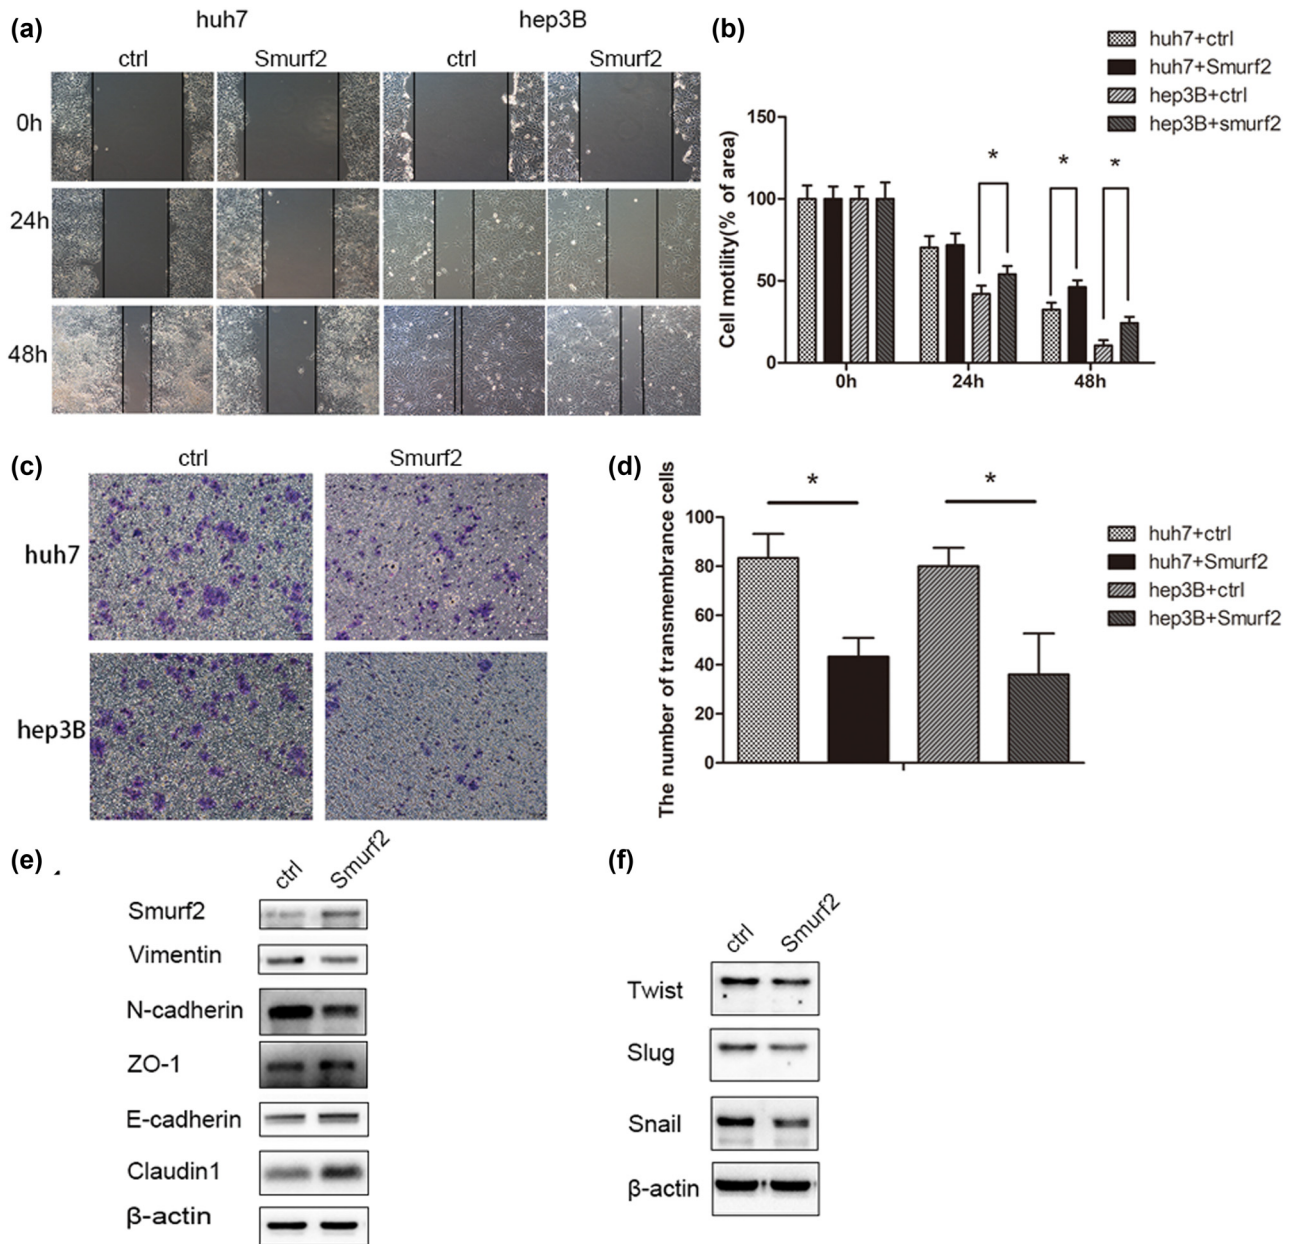 (a)
huh7
hep3B
ctrl
Smurf2
ctrl
Smurf2
0h
24h
48h
(b)
huh7+ctrl
huh7+Smurf2
hep3B+ctrl
hep3B+smurf2
Cell motility(% of area)
150
100
50
0
*
*
*
0h
24h
48h
(c)
ctrl
Smurf2
huh7
hep3B
(d)
The number of transmembrance cells
100
80
60
40
20
0
*
*
huh7+ctrl
huh7+Smurf2
hep3B+ctrl
hep3B+Smurf2
(e)
ctrl
Smurf2
Smurf2
Vimentin
N-cadherin
ZO-1
E-cadherin
Claudin1
β-actin
(f)
ctrl
Smurf2
Twist
Slug
Snail
β-actin